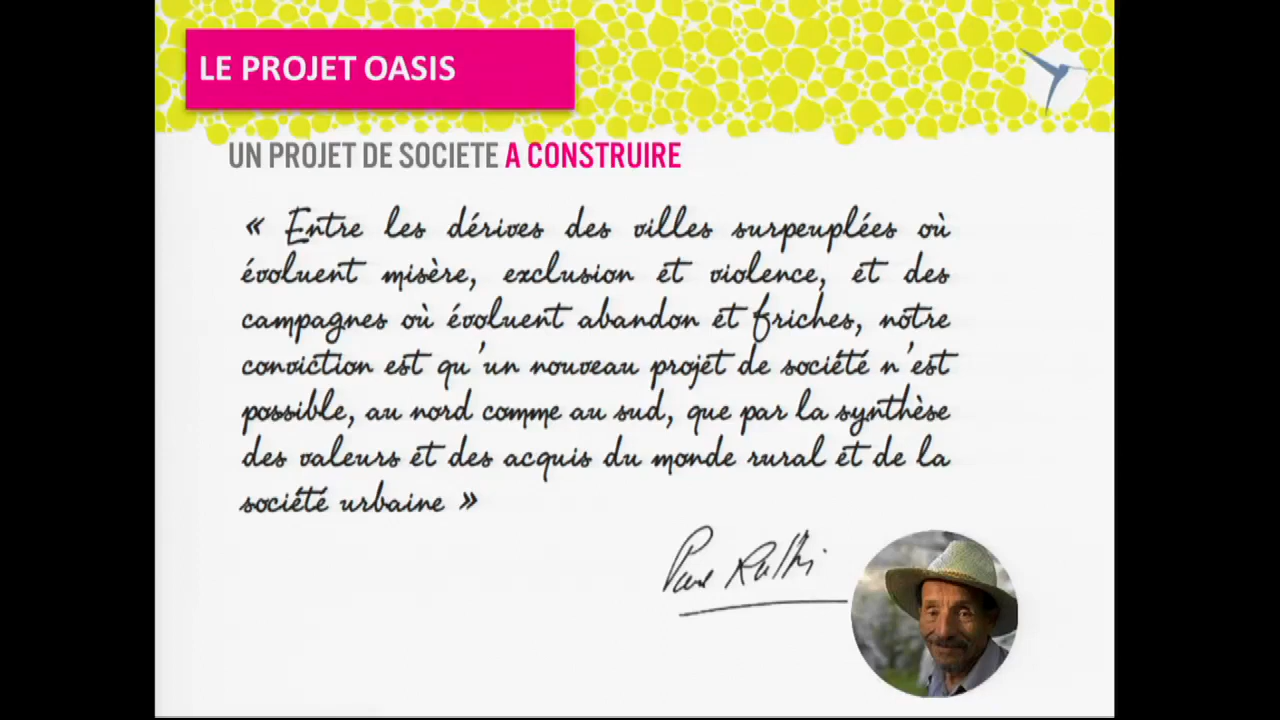 LE PROJET OASIS
UN PROJET DE SOCIETE A CONSTRUIRE
« Entre les dérives des villes surpeuplées où
évoluent misère, exclusion et violence, et des
campagnes où évoluent abandon et friches, notre
conviction est qu'un nouveau projet de société n'est
possible, au nord comme au sud, que par la synthèse
des valeurs et des acquis du monde rural et de la
société urbaine »